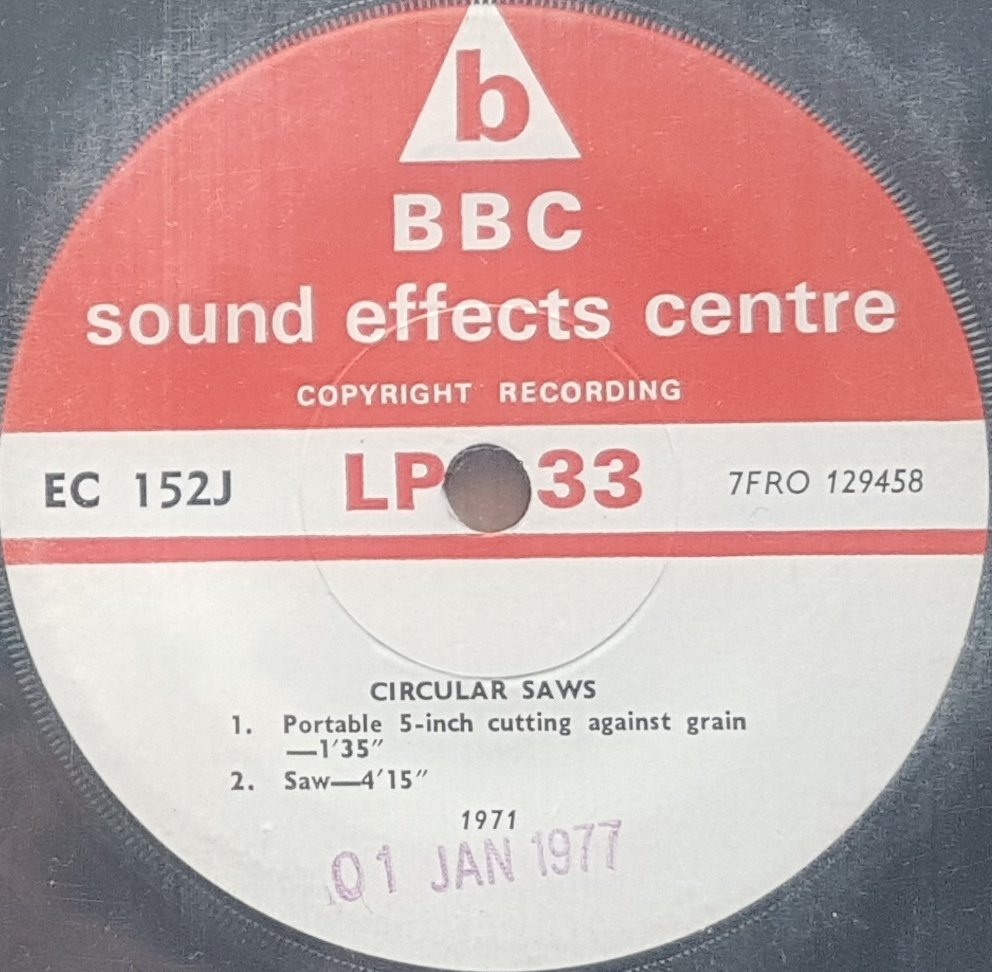 b
BBC
sound effects centre
COPYRIGHT RECORDING
EC 152J LP 33 7FRO 129458
CIRCULAR SAWS
1. Portable 5-inch cutting against grain
—1′35″
2. Saw—4′15″
1971
01 JAN 1977